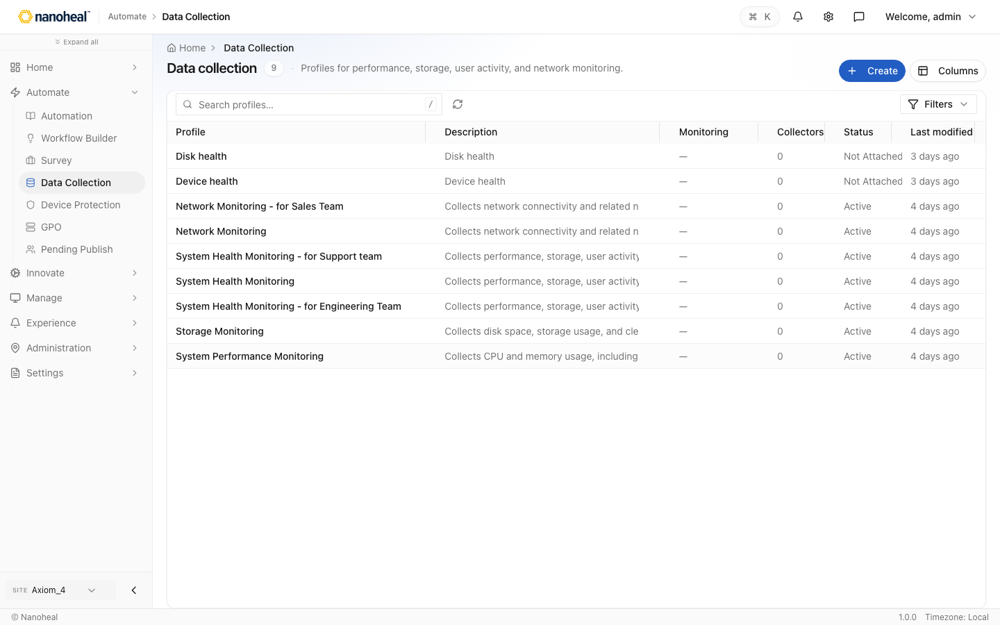 nanoheal™
Automate > Data Collection
⌘ K
Welcome, admin
Expand all
Home
Automate
Automation
Workflow Builder
Survey
Data Collection
Device Protection
GPO
Pending Publish
Innovate
Manage
Experience
Administration
Settings
SITE Axiom_4
Home > Data Collection
Data collection 9 · Profiles for performance, storage, user activity, and network monitoring.
+ Create
Columns
Search profiles... /
Filters
Profile Description Monitoring Collectors Status Last modified
Disk health Disk health — 0 Not Attached 3 days ago
Device health Device health — 0 Not Attached 3 days ago
Network Monitoring - for Sales Team Collects network connectivity and related n — 0 Active 4 days ago
Network Monitoring Collects network connectivity and related n — 0 Active 4 days ago
System Health Monitoring - for Support team Collects performance, storage, user activity — 0 Active 4 days ago
System Health Monitoring Collects performance, storage, user activity — 0 Active 4 days ago
System Health Monitoring - for Engineering Team Collects performance, storage, user activity — 0 Active 4 days ago
Storage Monitoring Collects disk space, storage usage, and cle — 0 Active 4 days ago
System Performance Monitoring Collects CPU and memory usage, including — 0 Active 4 days ago
© Nanoheal
1.0.0 Timezone: Local